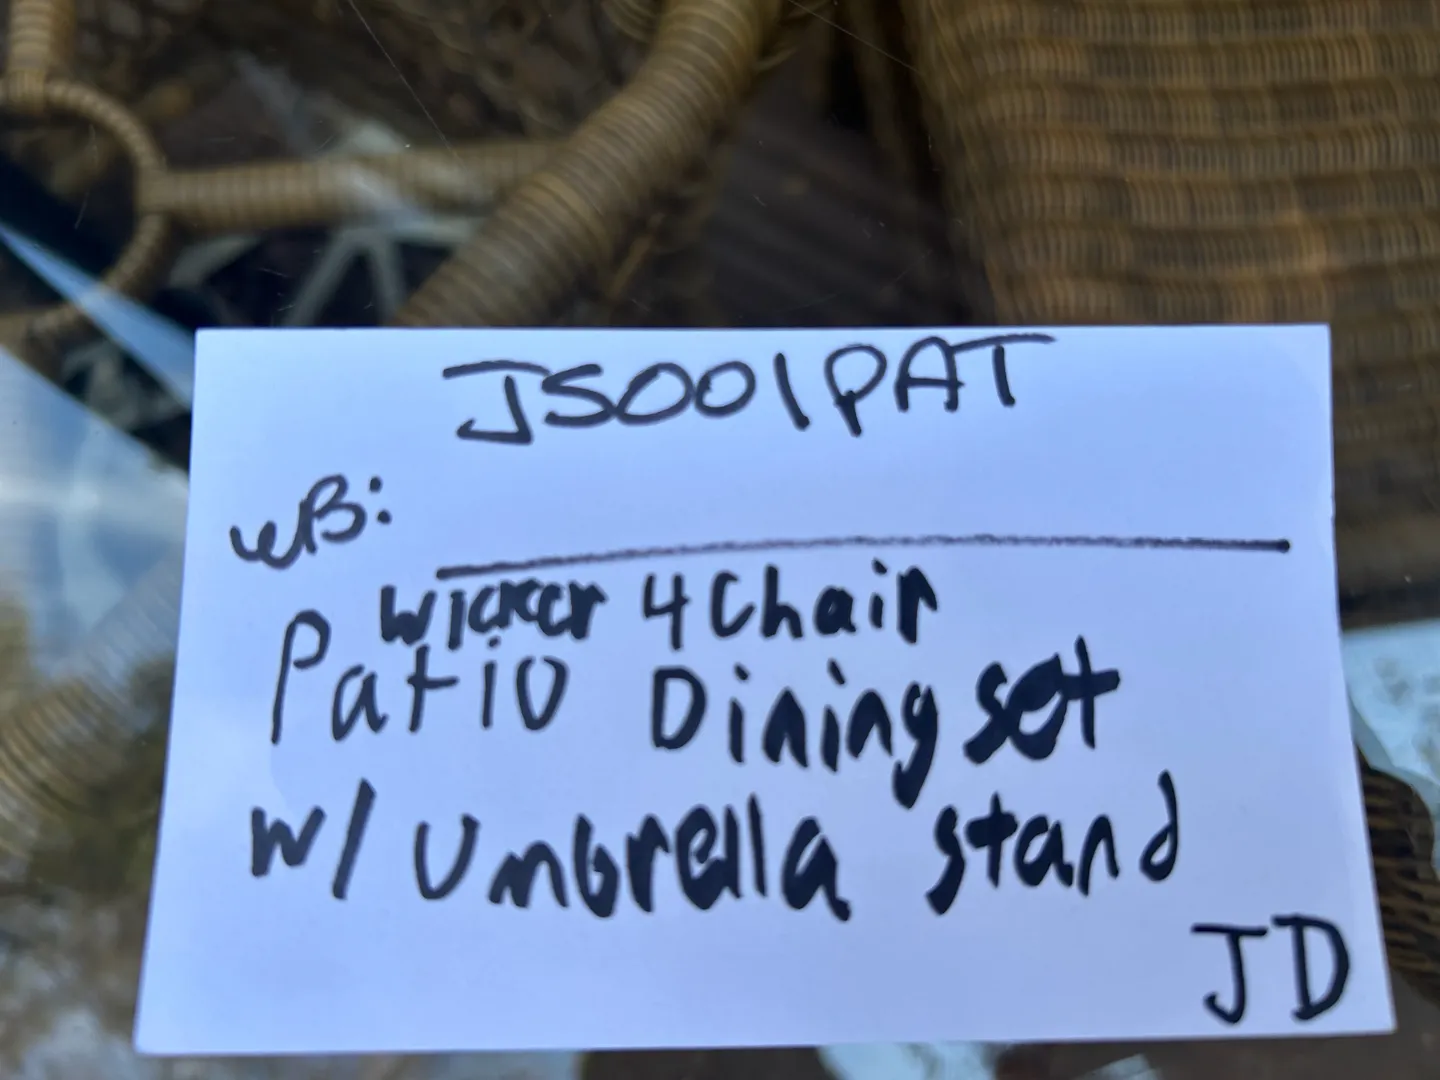 JS001PAT
WB:
Wicker 4 Chair
Patio Dining set
w/ Umbrella stand
JD